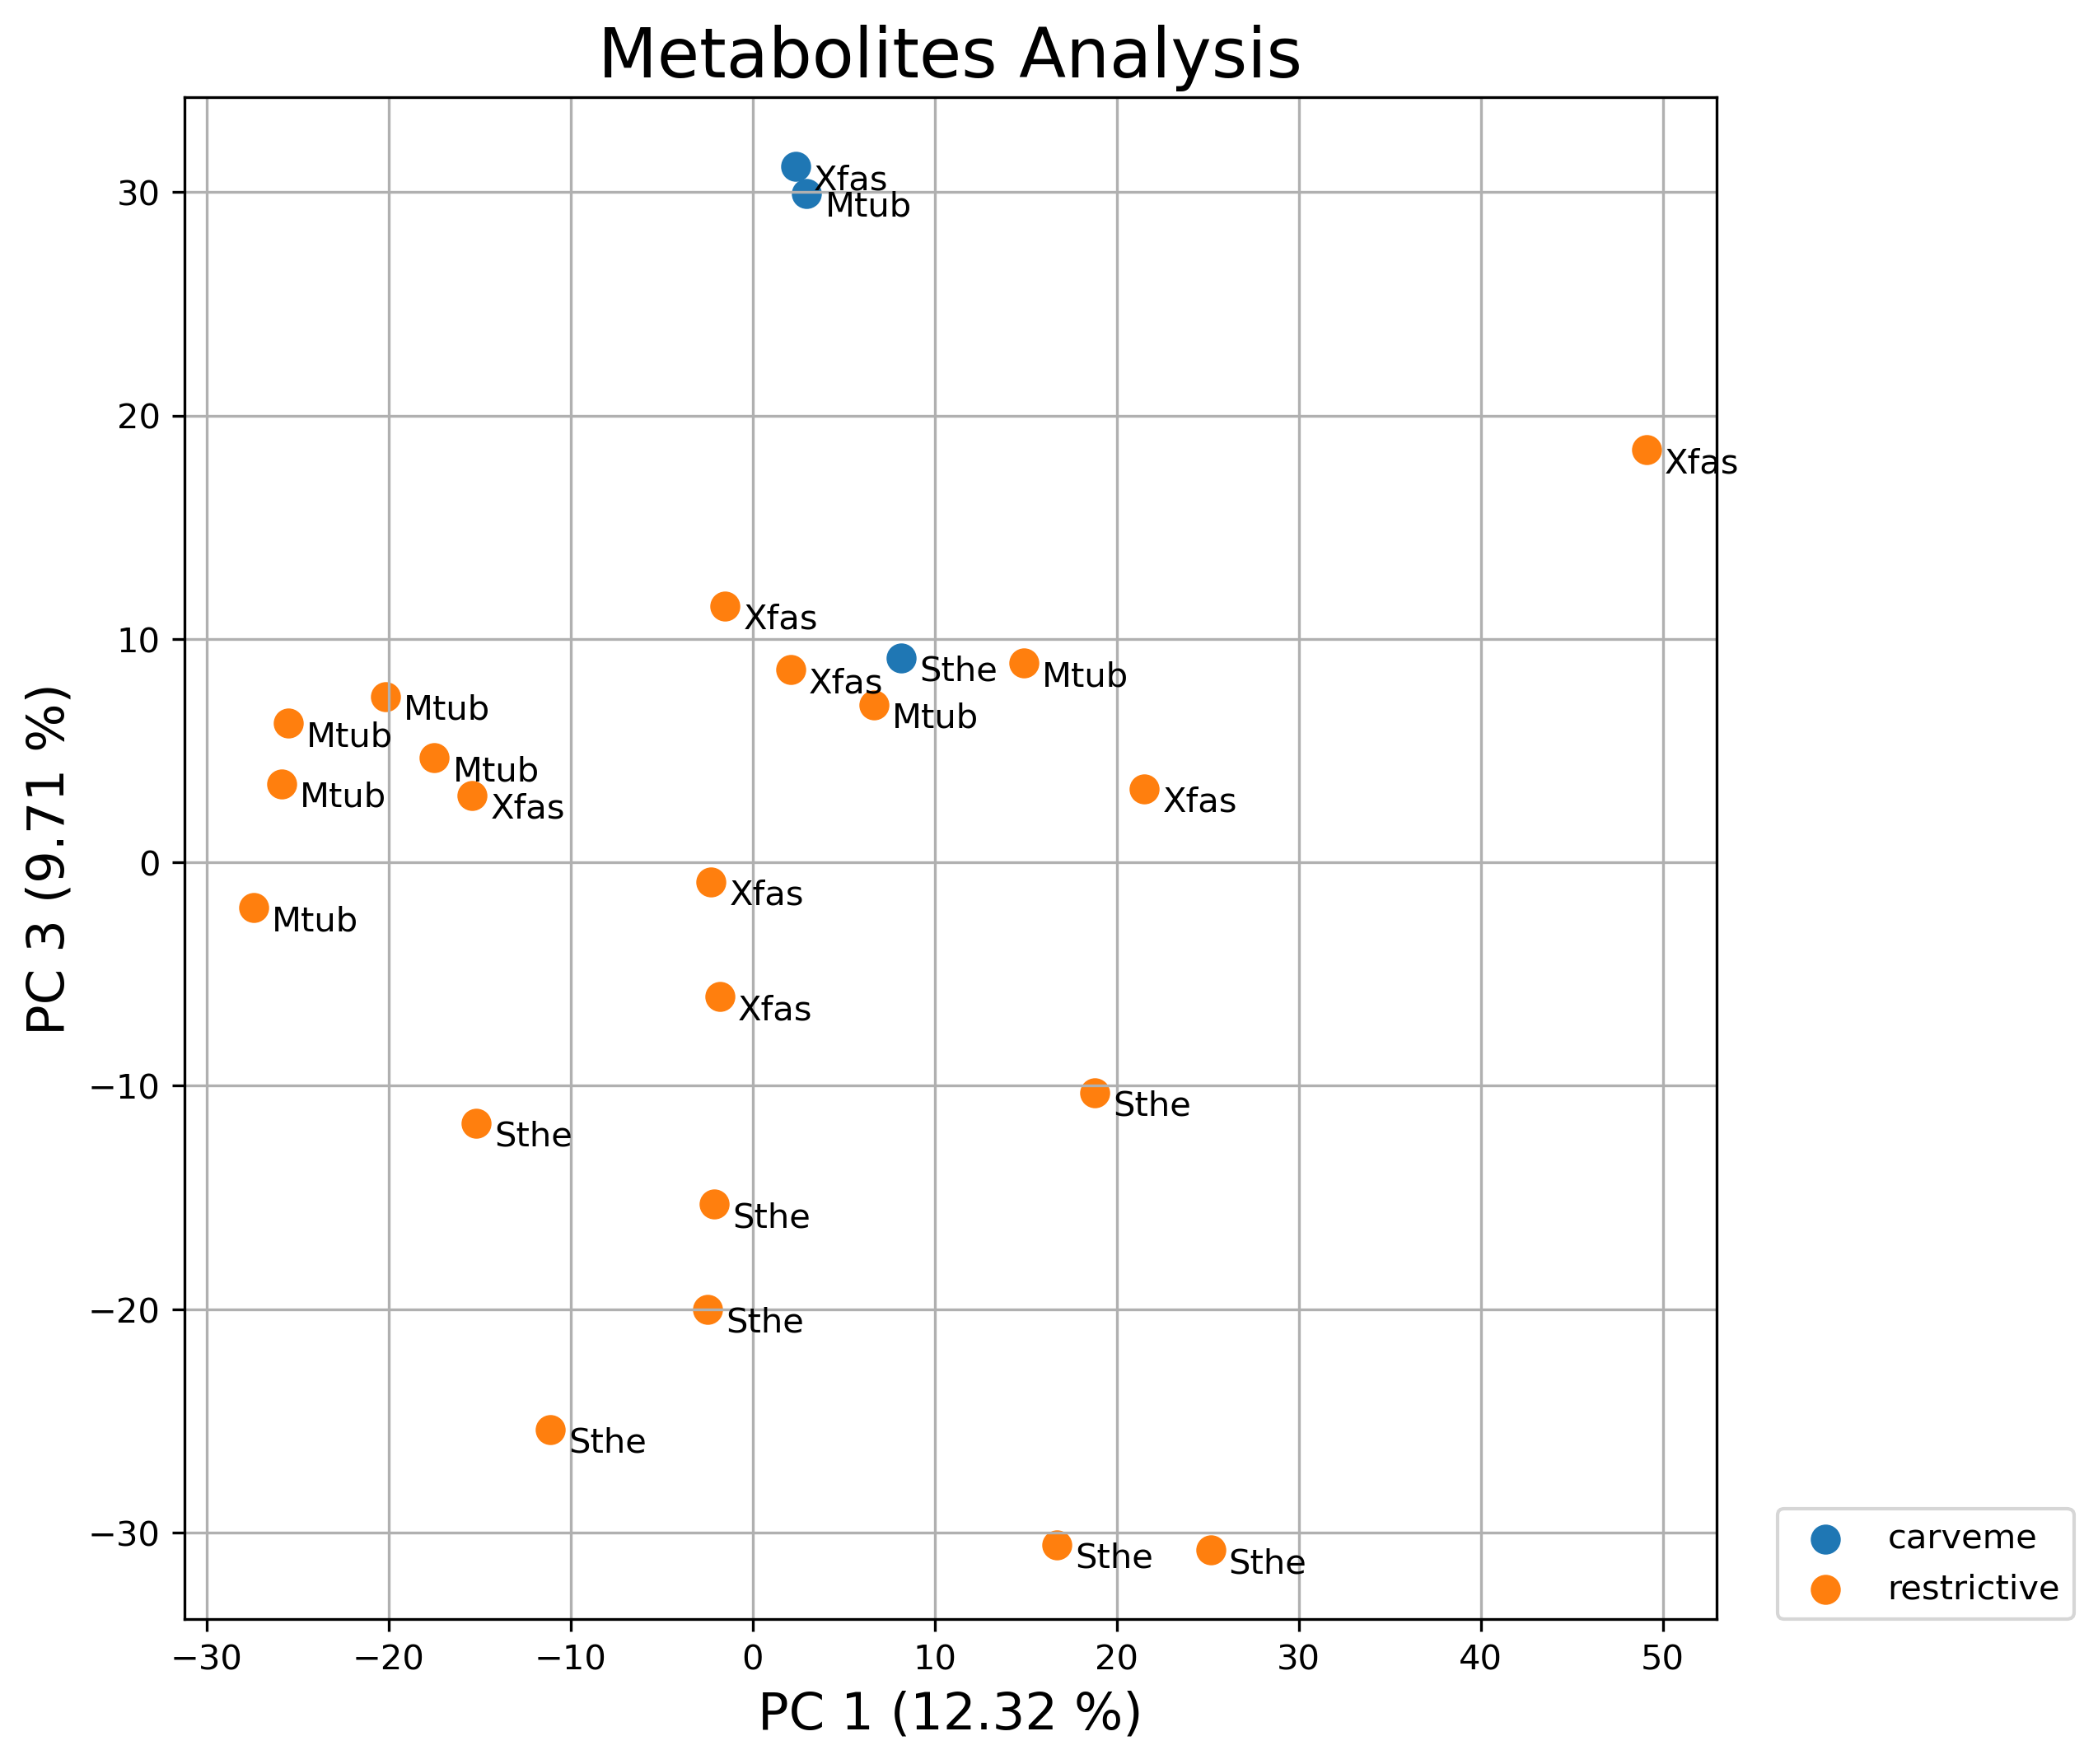 Metabolites Analysis
Xfas
Mtub
30
20
Xfas
Xfas
10
Sthe
Mtub
Xfas
Mtub
Mtub
Mtub
Mtub
Mtub
Xfas
Xfas
0
Xfas
Mtub
Xfas
−10
Sthe
Sthe
Sthe
−20
Sthe
Sthe
−30
Sthe
Sthe
PC 3 (9.71 %)
−30
−20
−10
0
10
20
30
40
50
PC 1 (12.32 %)
carveme
restrictive